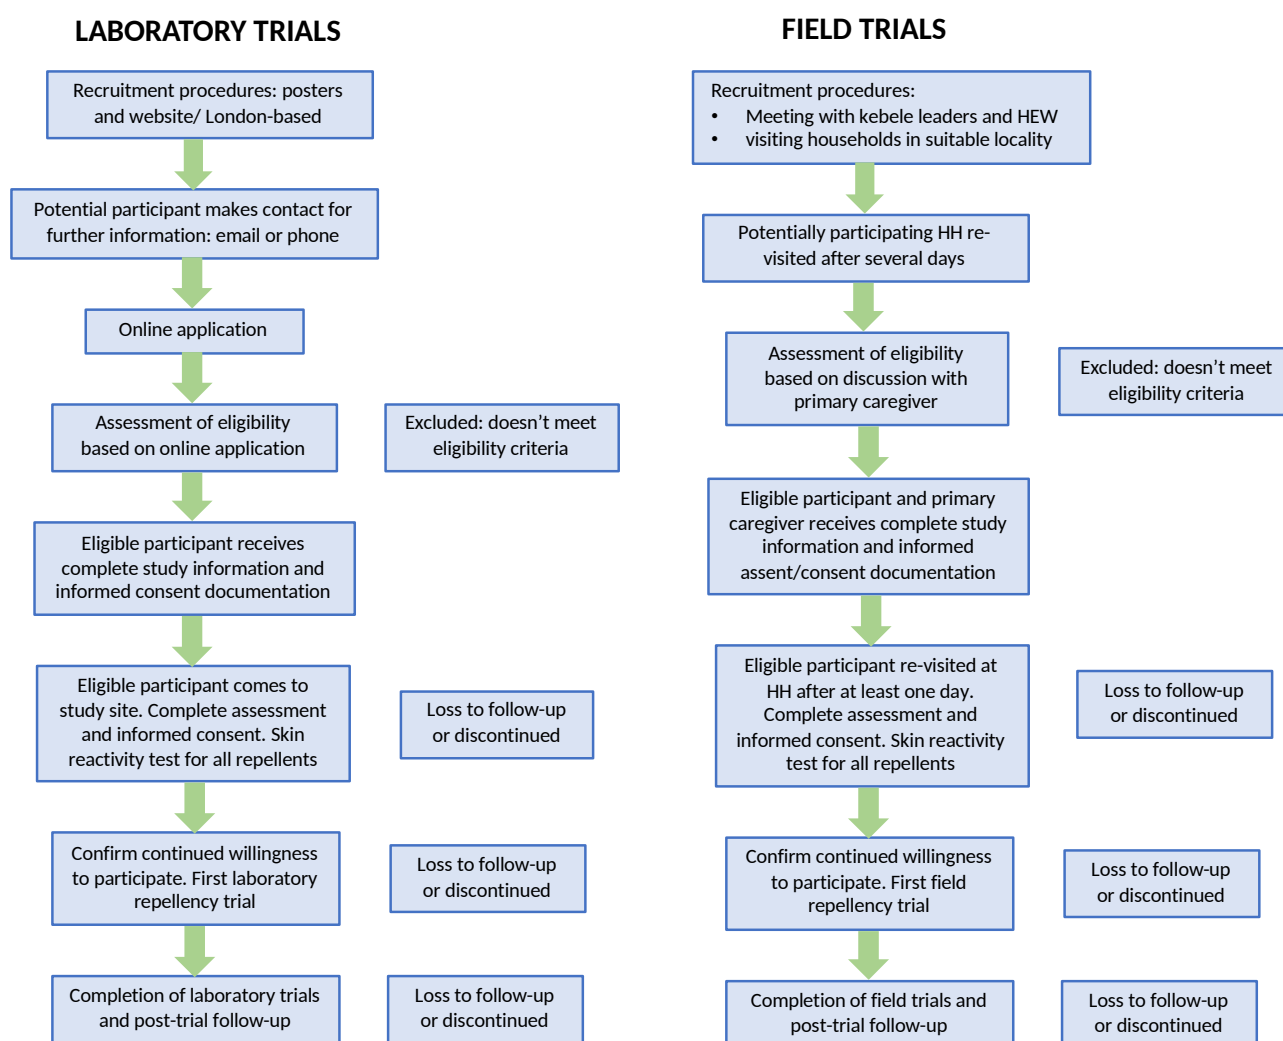 LABORATORY TRIALS
Recruitment procedures: posters
and website/ London-based
Potential participant makes contact for
further information: email or phone
Online application
Assessment of eligibility
based on online application
Excluded: doesn’t meet
eligibility criteria
Eligible participant receives
complete study information and
informed consent documentation
Eligible participant comes to
study site. Complete assessment
and informed consent. Skin
reactivity test for all repellents
Loss to follow-up
or discontinued
Confirm continued willingness
to participate. First laboratory
repellency trial
Loss to follow-up
or discontinued
Completion of laboratory trials
and post-trial follow-up
Loss to follow-up
or discontinued
FIELD TRIALS
Recruitment procedures:
• Meeting with kebele leaders and HEW
• visiting households in suitable locality
Potentially participating HH re-
visited after several days
Assessment of eligibility
based on discussion with
primary caregiver
Excluded: doesn’t meet
eligibility criteria
Eligible participant and primary
caregiver receives complete study
information and informed
assent/consent documentation
Eligible participant re-visited at
HH after at least one day.
Complete assessment and
informed consent. Skin reactivity
test for all repellents
Loss to follow-up
or discontinued
Confirm continued willingness
to participate. First field
repellency trial
Loss to follow-up
or discontinued
Completion of field trials and
post-trial follow-up
Loss to follow-up
or discontinued